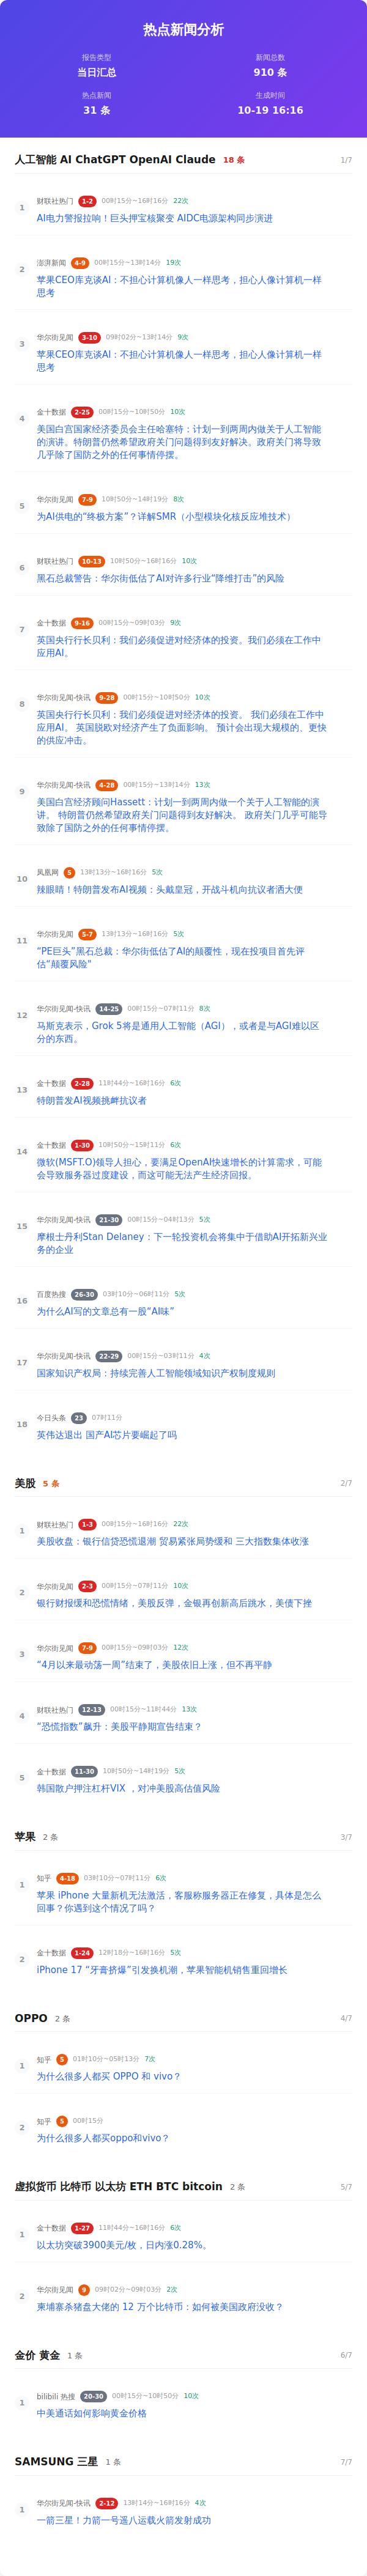 热点新闻分析
报告类型
新闻总数
当日汇总
910 条
热点新闻
生成时间
31 条
10-19 16:16
人工智能 AI ChatGPT OpenAI Claude 18 条 1/7
1
财联社热门 1-2 00时15分~16时16分 22次
AI电力警报拉响！巨头押宝核聚变 AIDC电源架构同步演进
2
澎湃新闻 4-9 00时15分~13时14分 19次
苹果CEO库克谈AI：不担心计算机像人一样思考，担心人像计算机一样
思考
3
华尔街见闻 3-10 09时02分~13时14分 9次
苹果CEO库克谈AI：不担心计算机像人一样思考，担心人像计算机一样
思考
4
金十数据 2-25 00时15分~10时50分 10次
美国白宫国家经济委员会主任哈塞特：计划一到两周内做关于人工智能
的演讲。特朗普仍然希望政府关门问题得到友好解决。政府关门将导致
几乎除了国防之外的任何事情停摆。
5
华尔街见闻 7-9 10时50分~14时19分 8次
为AI供电的“终极方案”？详解SMR（小型模块化核反应堆技术）
6
财联社热门 10-13 10时50分~16时16分 10次
黑石总裁警告：华尔街低估了AI对许多行业“降维打击”的风险
7
金十数据 9-16 00时15分~09时03分 9次
英国央行行长贝利：我们必须促进对经济体的投资。我们必须在工作中
应用AI。
8
华尔街见闻-快讯 9-28 00时15分~10时50分 10次
英国央行行长贝利：我们必须促进对经济体的投资。 我们必须在工作中
应用AI。 英国脱欧对经济产生了负面影响。 预计会出现大规模的、更快
的供应冲击。
9
华尔街见闻-快讯 4-28 00时15分~13时14分 13次
美国白宫经济顾问Hassett：计划一到两周内做一个关于人工智能的演
讲。 特朗普仍然希望政府关门问题得到友好解决。 政府关门几乎可能导
致除了国防之外的任何事情停摆。
10
凤凰网 5 13时13分~16时16分 5次
辣眼睛！特朗普发布AI视频：头戴皇冠，开战斗机向抗议者洒大便
11
华尔街见闻 5-7 13时13分~16时16分 5次
“PE巨头”黑石总裁：华尔街低估了AI的颠覆性，现在投项目首先评
估“颠覆风险”
12
华尔街见闻-快讯 14-25 00时15分~07时11分 8次
马斯克表示，Grok 5将是通用人工智能（AGI），或者是与AGI难以区
分的东西。
13
金十数据 2-28 11时44分~16时16分 6次
特朗普发AI视频挑衅抗议者
14
金十数据 1-30 10时50分~15时11分 6次
微软(MSFT.O)领导人担心，要满足OpenAI快速增长的计算需求，可能
会导致服务器过度建设，而这可能无法产生经济回报。
15
华尔街见闻-快讯 21-30 00时15分~04时13分 5次
摩根士丹利Stan Delaney：下一轮投资机会将集中于借助AI开拓新兴业
务的企业
16
百度热搜 26-30 03时10分~06时11分 5次
为什么AI写的文章总有一股“AI味”
17
华尔街见闻-快讯 22-29 00时15分~03时11分 4次
国家知识产权局：持续完善人工智能领域知识产权制度规则
18
今日头条 23 07时11分
英伟达退出 国产AI芯片要崛起了吗
美股 5 条 2/7
1
财联社热门 1-3 00时15分~16时16分 22次
美股收盘：银行信贷恐慌退潮 贸易紧张局势缓和 三大指数集体收涨
2
华尔街见闻 2-3 00时15分~07时11分 10次
银行财报缓和恐慌情绪，美股反弹，金银再创新高后跳水，美债下挫
3
华尔街见闻 7-9 00时15分~09时03分 12次
“4月以来最动荡一周”结束了，美股依旧上涨，但不再平静
4
财联社热门 12-13 00时15分~11时44分 13次
“恐慌指数”飙升：美股平静期宣告结束？
5
金十数据 11-30 10时50分~14时19分 5次
韩国散户押注杠杆VIX ，对冲美股高估值风险
苹果 2 条 3/7
1
知乎 4-18 03时10分~07时11分 6次
苹果 iPhone 大量新机无法激活，客服称服务器正在修复，具体是怎么
回事？你遇到这个情况了吗？
2
金十数据 1-24 12时18分~16时16分 5次
iPhone 17 “牙膏挤爆”引发换机潮，苹果智能机销售重回增长
OPPO 2 条 4/7
1
知乎 5 01时10分~05时13分 7次
为什么很多人都买 OPPO 和 vivo？
2
知乎 5 00时15分
为什么很多人都买oppo和vivo？
虚拟货币 比特币 以太坊 ETH BTC bitcoin 2 条 5/7
1
金十数据 1-27 11时44分~16时16分 6次
以太坊突破3900美元/枚，日内涨0.28%。
2
华尔街见闻 9 09时02分~09时03分 2次
柬埔寨杀猪盘大佬的 12 万个比特币：如何被美国政府没收？
金价 黄金 1 条 6/7
1
bilibili 热搜 20-30 00时15分~10时50分 10次
中美通话如何影响黄金价格
SAMSUNG 三星 1 条 7/7
1
华尔街见闻-快讯 2-12 13时14分~16时16分 4次
一箭三星！力箭一号遥八运载火箭发射成功